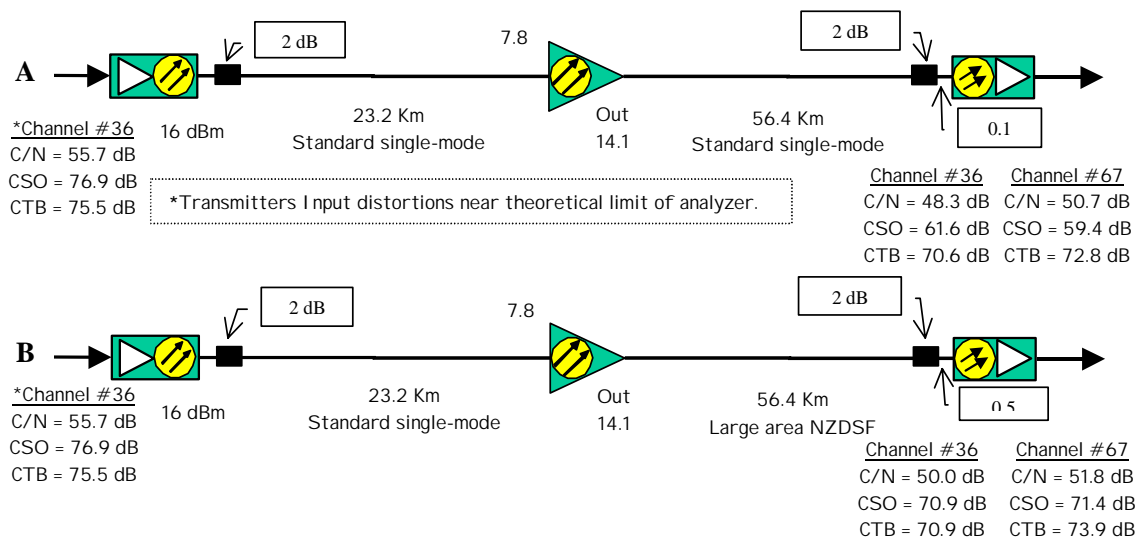 2 dB
7.8
2 dB
A
23.2 Km
Standard single-mode
Out
14.1
56.4 Km
Standard single-mode
0.1
16 dBm
*Channel #36
C/N = 55.7 dB
CSO = 76.9 dB
CTB = 75.5 dB
*Transmitters Input distortions near theoretical limit of analyzer.
Channel #36
C/N = 48.3 dB
CSO = 61.6 dB
CTB = 70.6 dB
Channel #67
C/N = 50.7 dB
CSO = 59.4 dB
CTB = 72.8 dB
2 dB
7.8
2 dB
B
23.2 Km
Standard single-mode
Out
14.1
56.4 Km
Large area NZDSF
0.5
16 dBm
*Channel #36
C/N = 55.7 dB
CSO = 76.9 dB
CTB = 75.5 dB
Channel #36
C/N = 50.0 dB
CSO = 70.9 dB
CTB = 70.9 dB
Channel #67
C/N = 51.8 dB
CSO = 71.4 dB
CTB = 73.9 dB